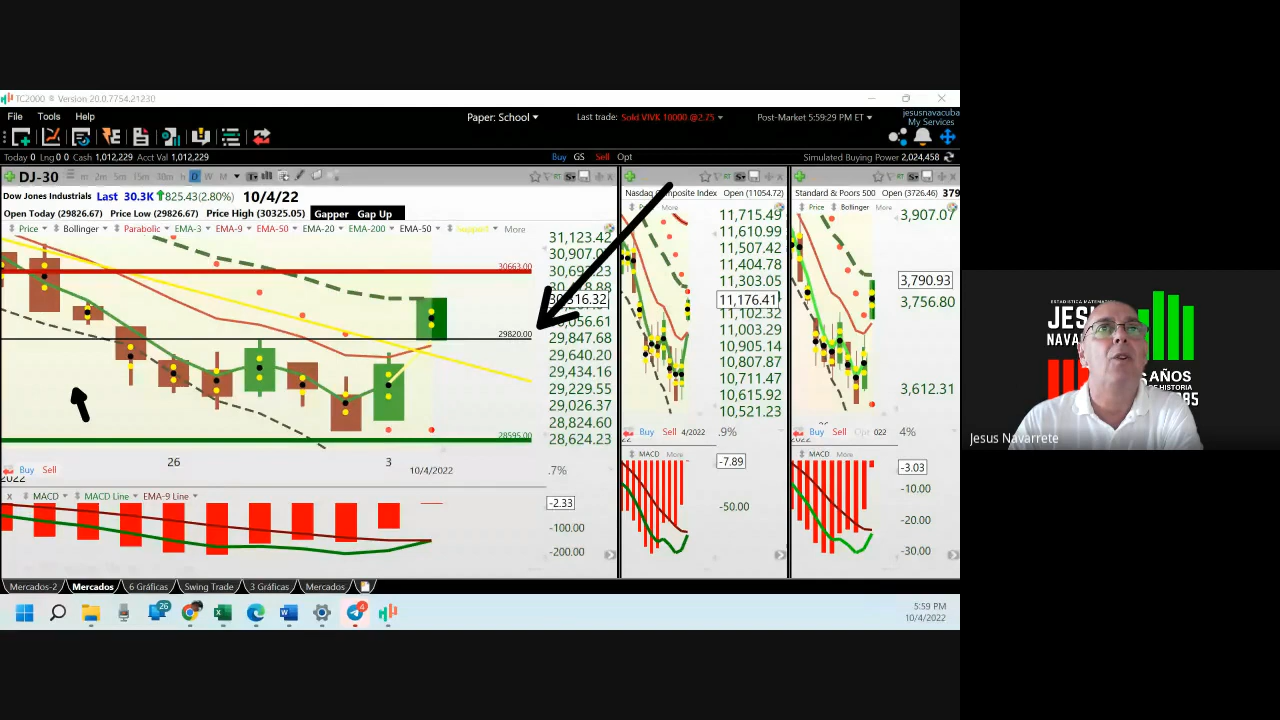 TC2000 Version 20.0.7754.21230
File Tools Help
Paper: School
Last trade: Sold VIVK 10000 @2.75
Post-Market 5:59:29 PM ET
jesusnavacuba
My Services
Today 0 Lng 0 0 Cash 1,012,229 Acct Val 1,012,229
Buy GS Sell Opt
Simulated Buying Power 2,024,458
DJ-30
m 2m 5m 15m 30m h D W M
Dow Jones Industrials Last 30.3K 825.43(2.80%) 10/4/22
Open Today (29826.67) Price Low (29826.67) Price High (30325.05) Gapper Gap Up
Price Bollinger Parabolic EMA-3 EMA-9 EMA-50 EMA-20 EMA-200 EMA-50 Support More
30663.00
29820.00
28595.00
31,123.42
29,847.68
29,640.20
29,434.16
29,229.55
29,026.37
28,824.60
28,624.23
26
3
10/4/2022
.7%
Buy Sell
2022
x MACD MACD Line EMA-9 Line
-2.33
-100.00
-200.00
Nasdaq Composite Index Open (11054.72)
More
11,715.49
11,610.99
11,507.42
11,404.78
11,303.05
11,176.41
11,102.32
11,003.29
10,905.14
10,807.87
10,711.47
10,615.92
10,521.23
Buy Sell 4/2022 .9%
MACD More
-7.89
-50.00
Standard & Poors 500 Open (3726.46) 379
Price Bollinger More
3,907.07
3,790.93
3,756.80
3,612.31
Buy Sell Opt 022 4%
MACD More
-3.03
-10.00
-20.00
-30.00
Mercados-2 Mercados 6 Gráficas Swing Trade 3 Gráficas Mercados
26
4
5:59 PM
10/4/2022
Jesus Navarrete